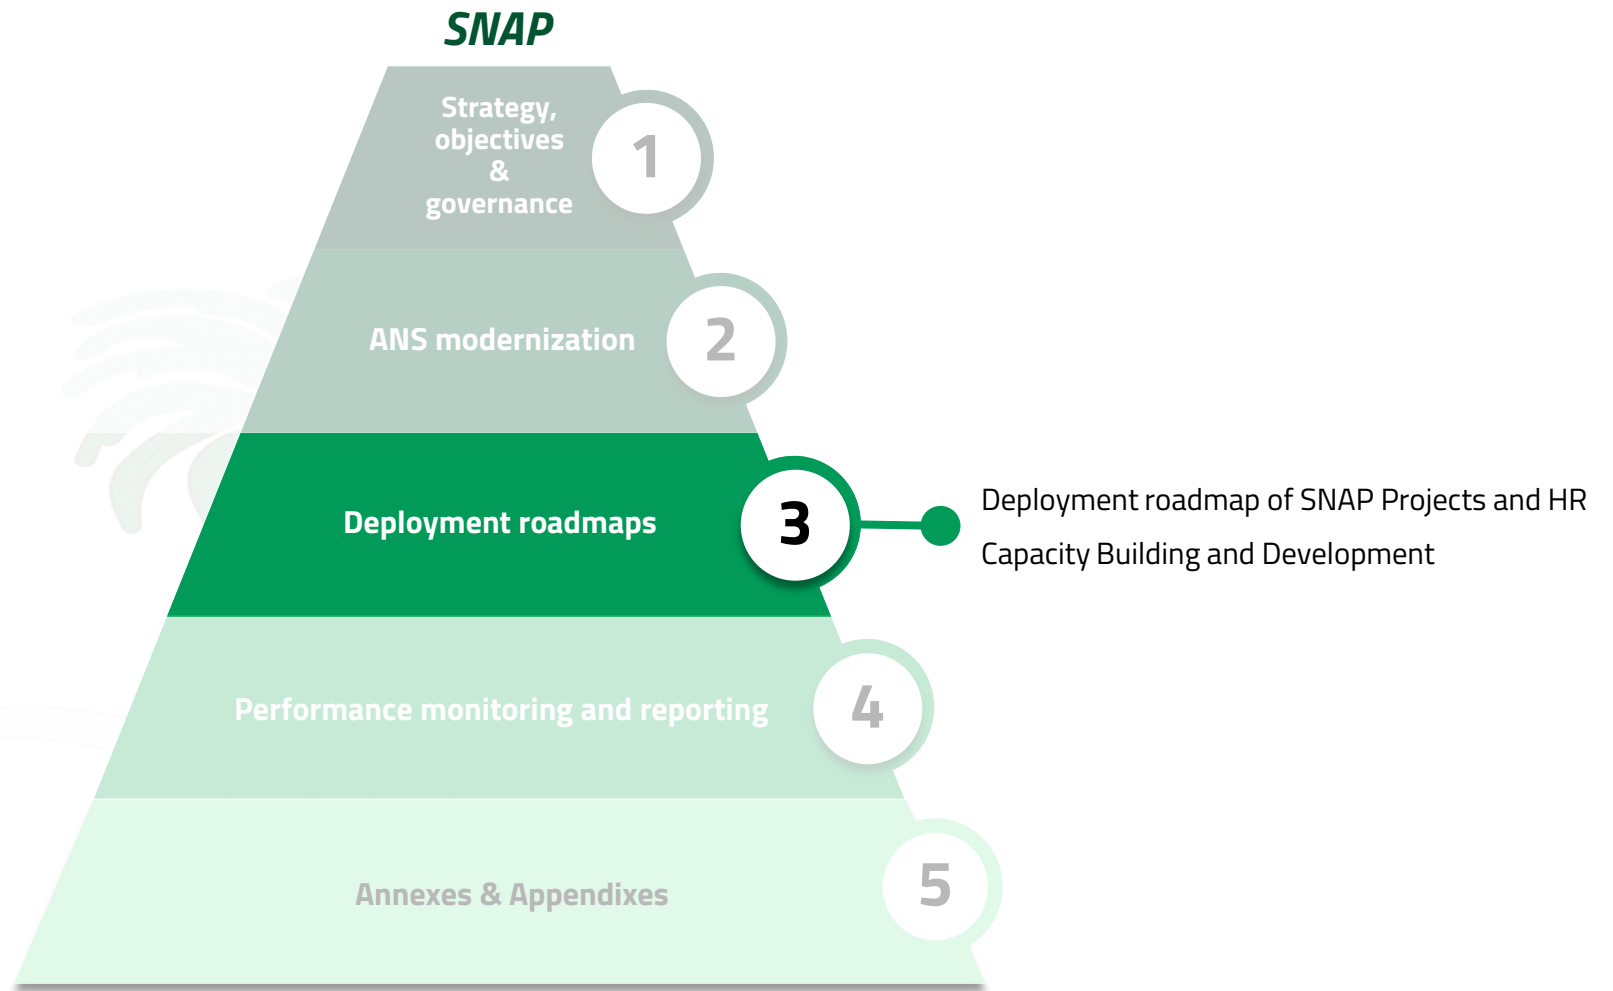 SNAP
Strategy,
objectives
&
governance
1
ANS modernization
2
Deployment roadmaps
3
Deployment roadmap of SNAP Projects and HR
Capacity Building and Development
Performance monitoring and reporting
4
Annexes & Appendixes
5